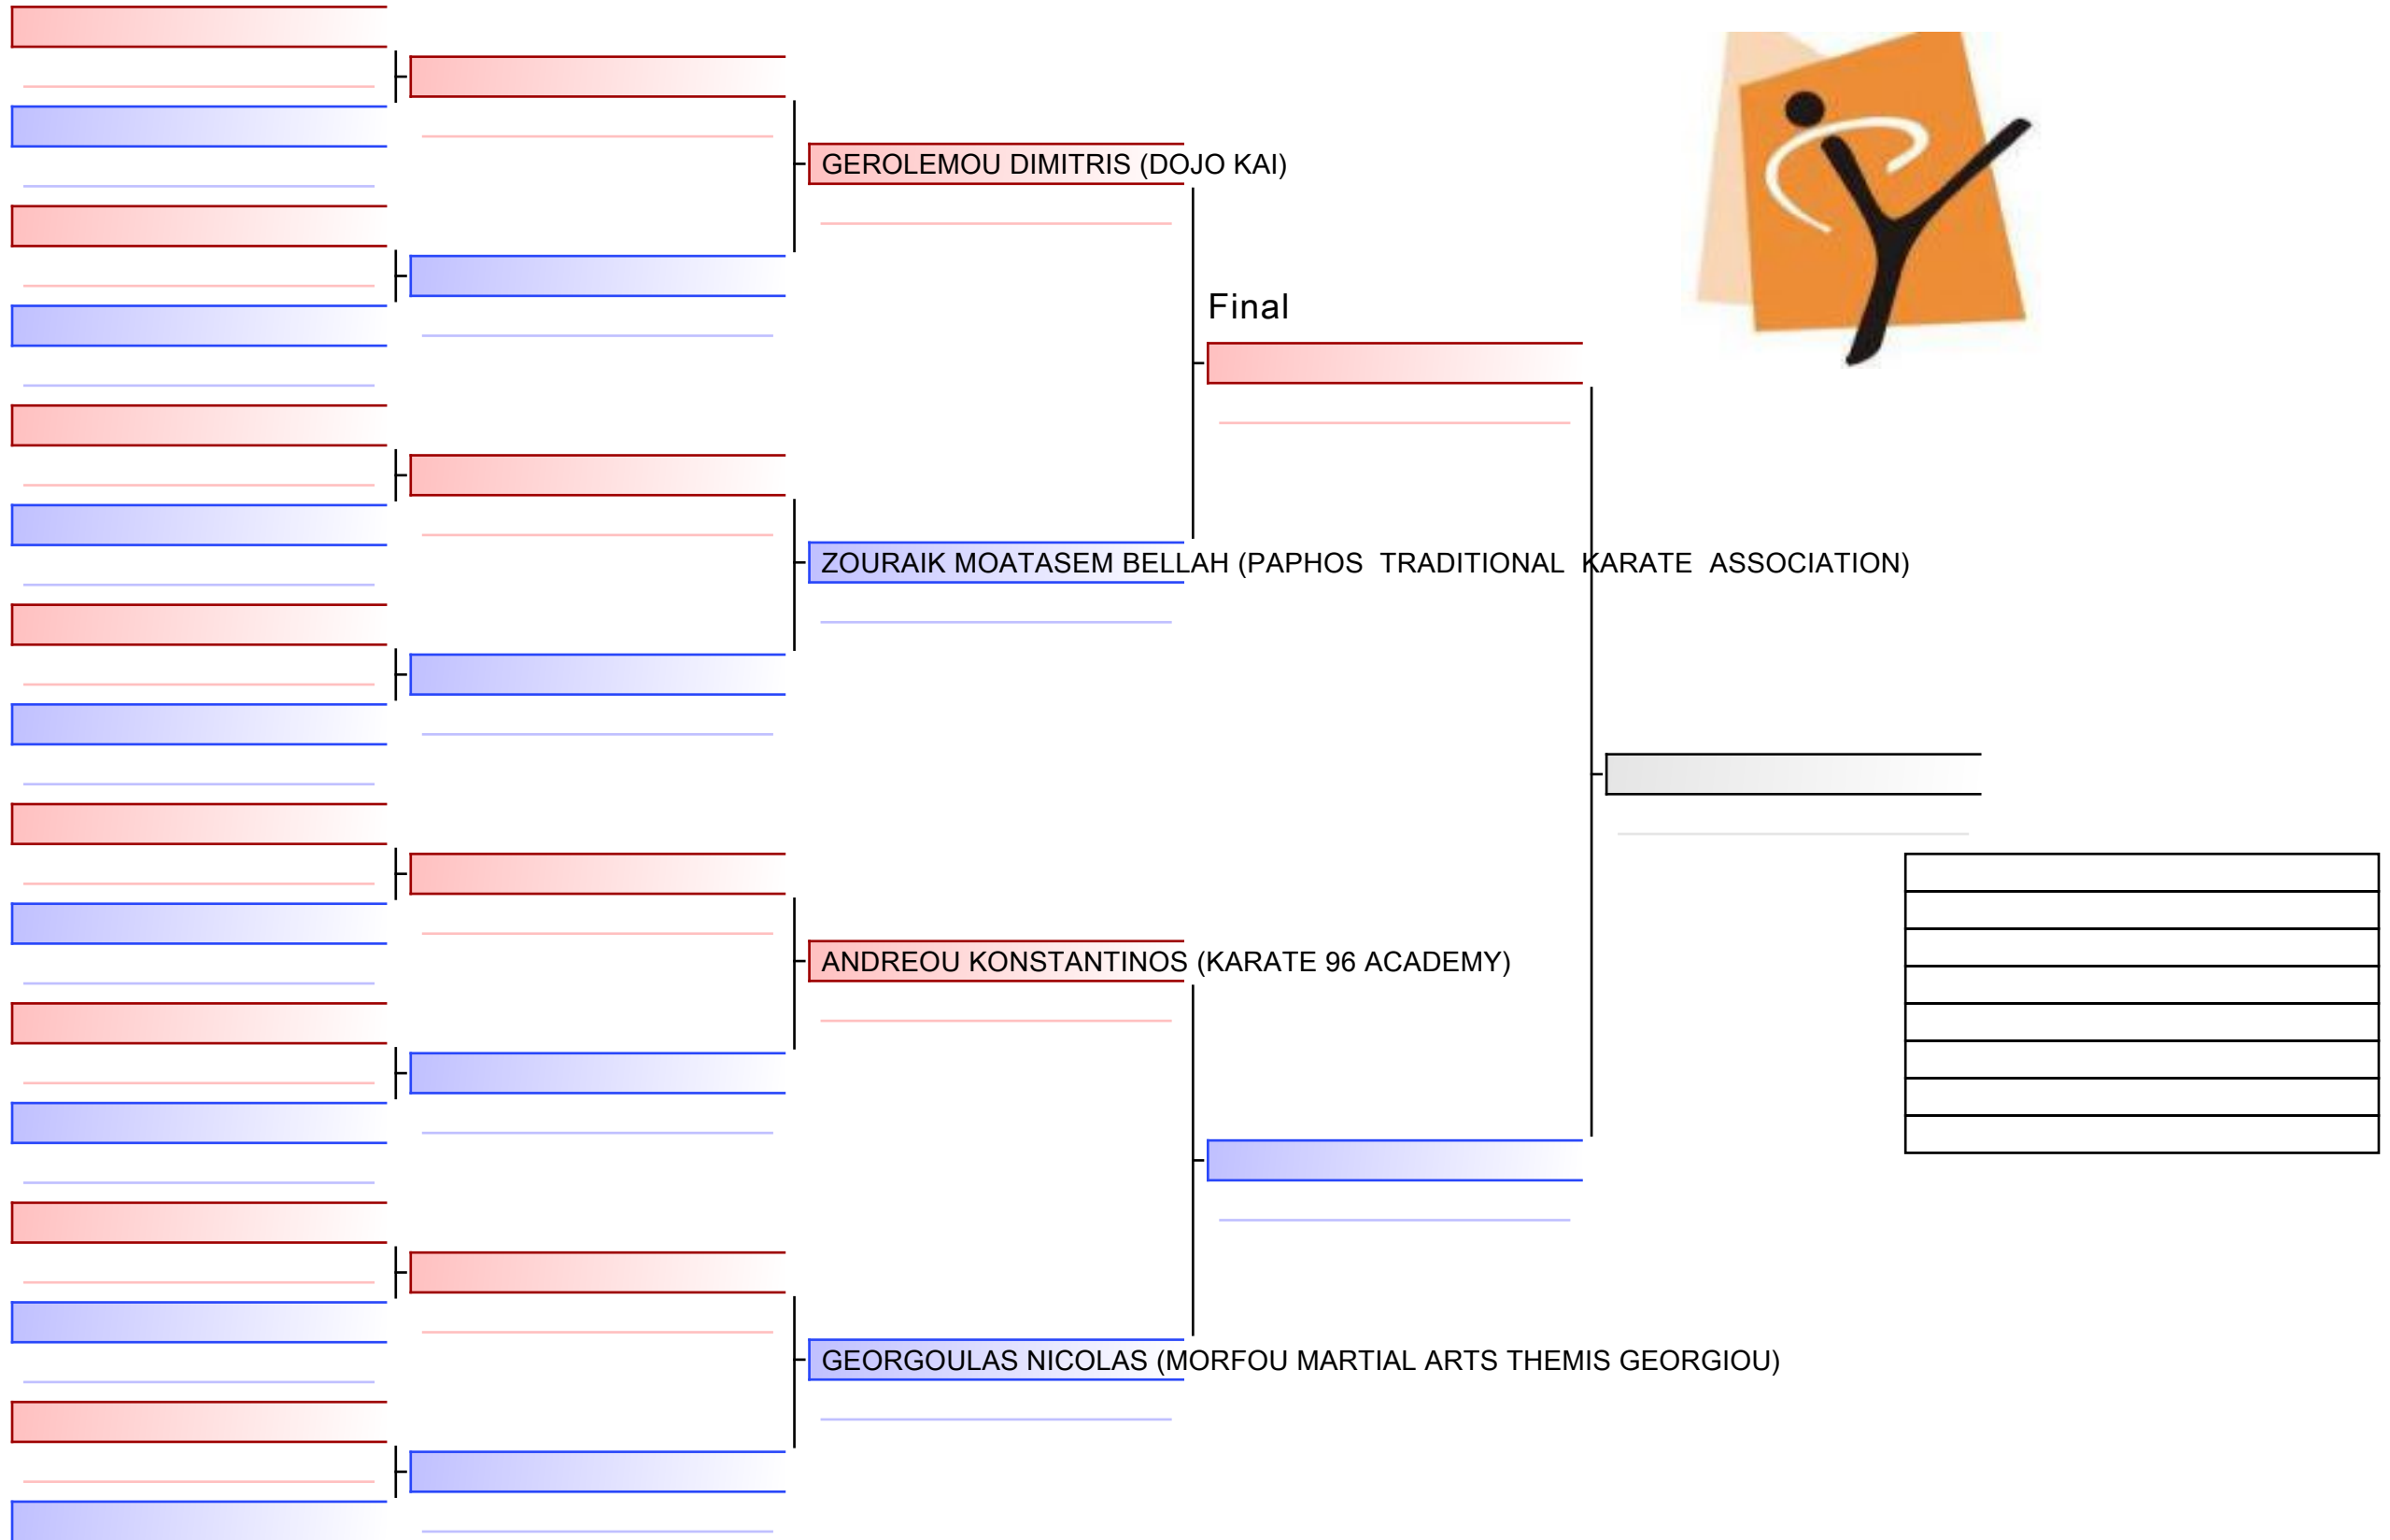 GEROLEMOU DIMITRIS (DOJO KAI)
Final
ZOURAIK MOATASEM BELLAH (PAPHOS  TRADITIONAL  KARATE  ASSOCIATION)
ANDREOU KONSTANTINOS (KARATE 96 ACADEMY)
GEORGOULAS NICOLAS (MORFOU MARTIAL ARTS THEMIS GEORGIOU)